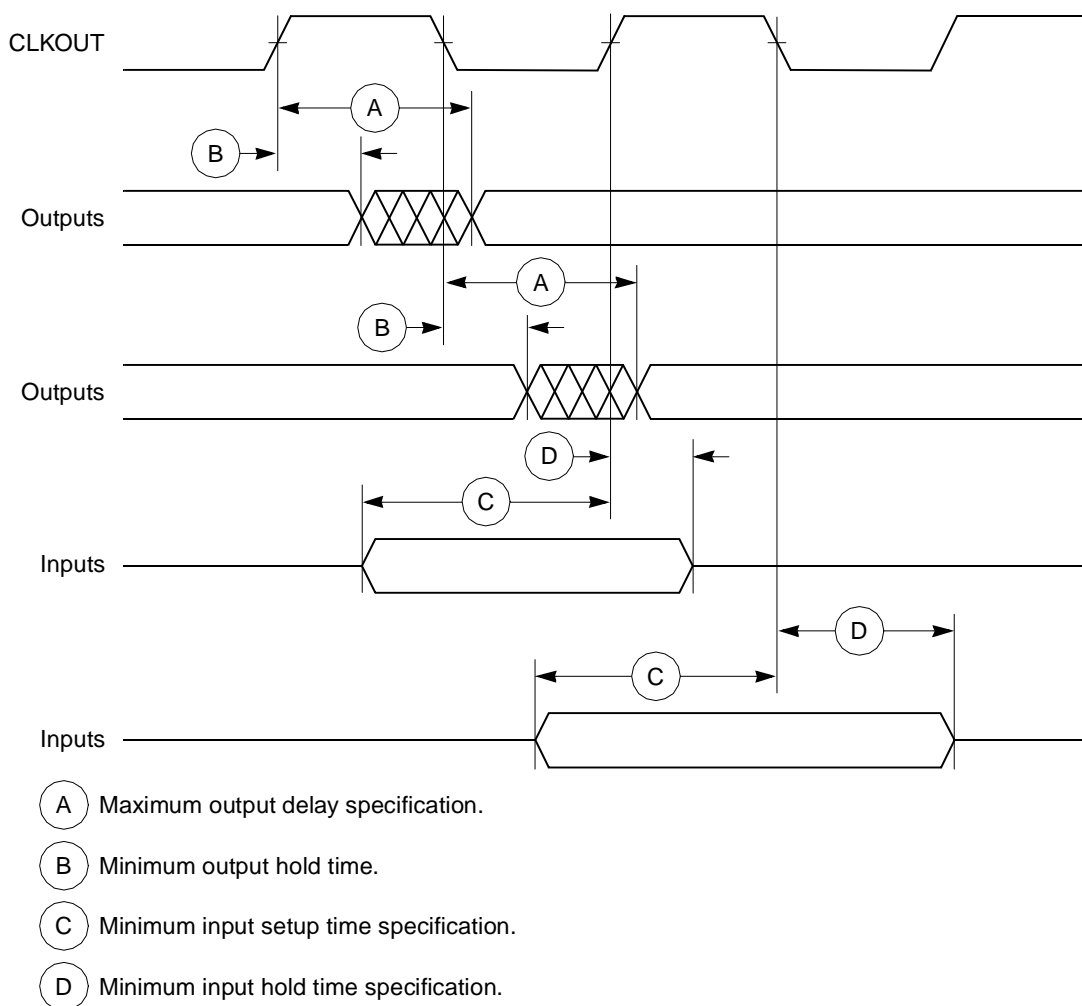 CLKOUT
A
B
Outputs
A
B
Outputs
D
C
Inputs
D
C
Inputs
A Maximum output delay specification.
B Minimum output hold time.
C Minimum input setup time specification.
D Minimum input hold time specification.